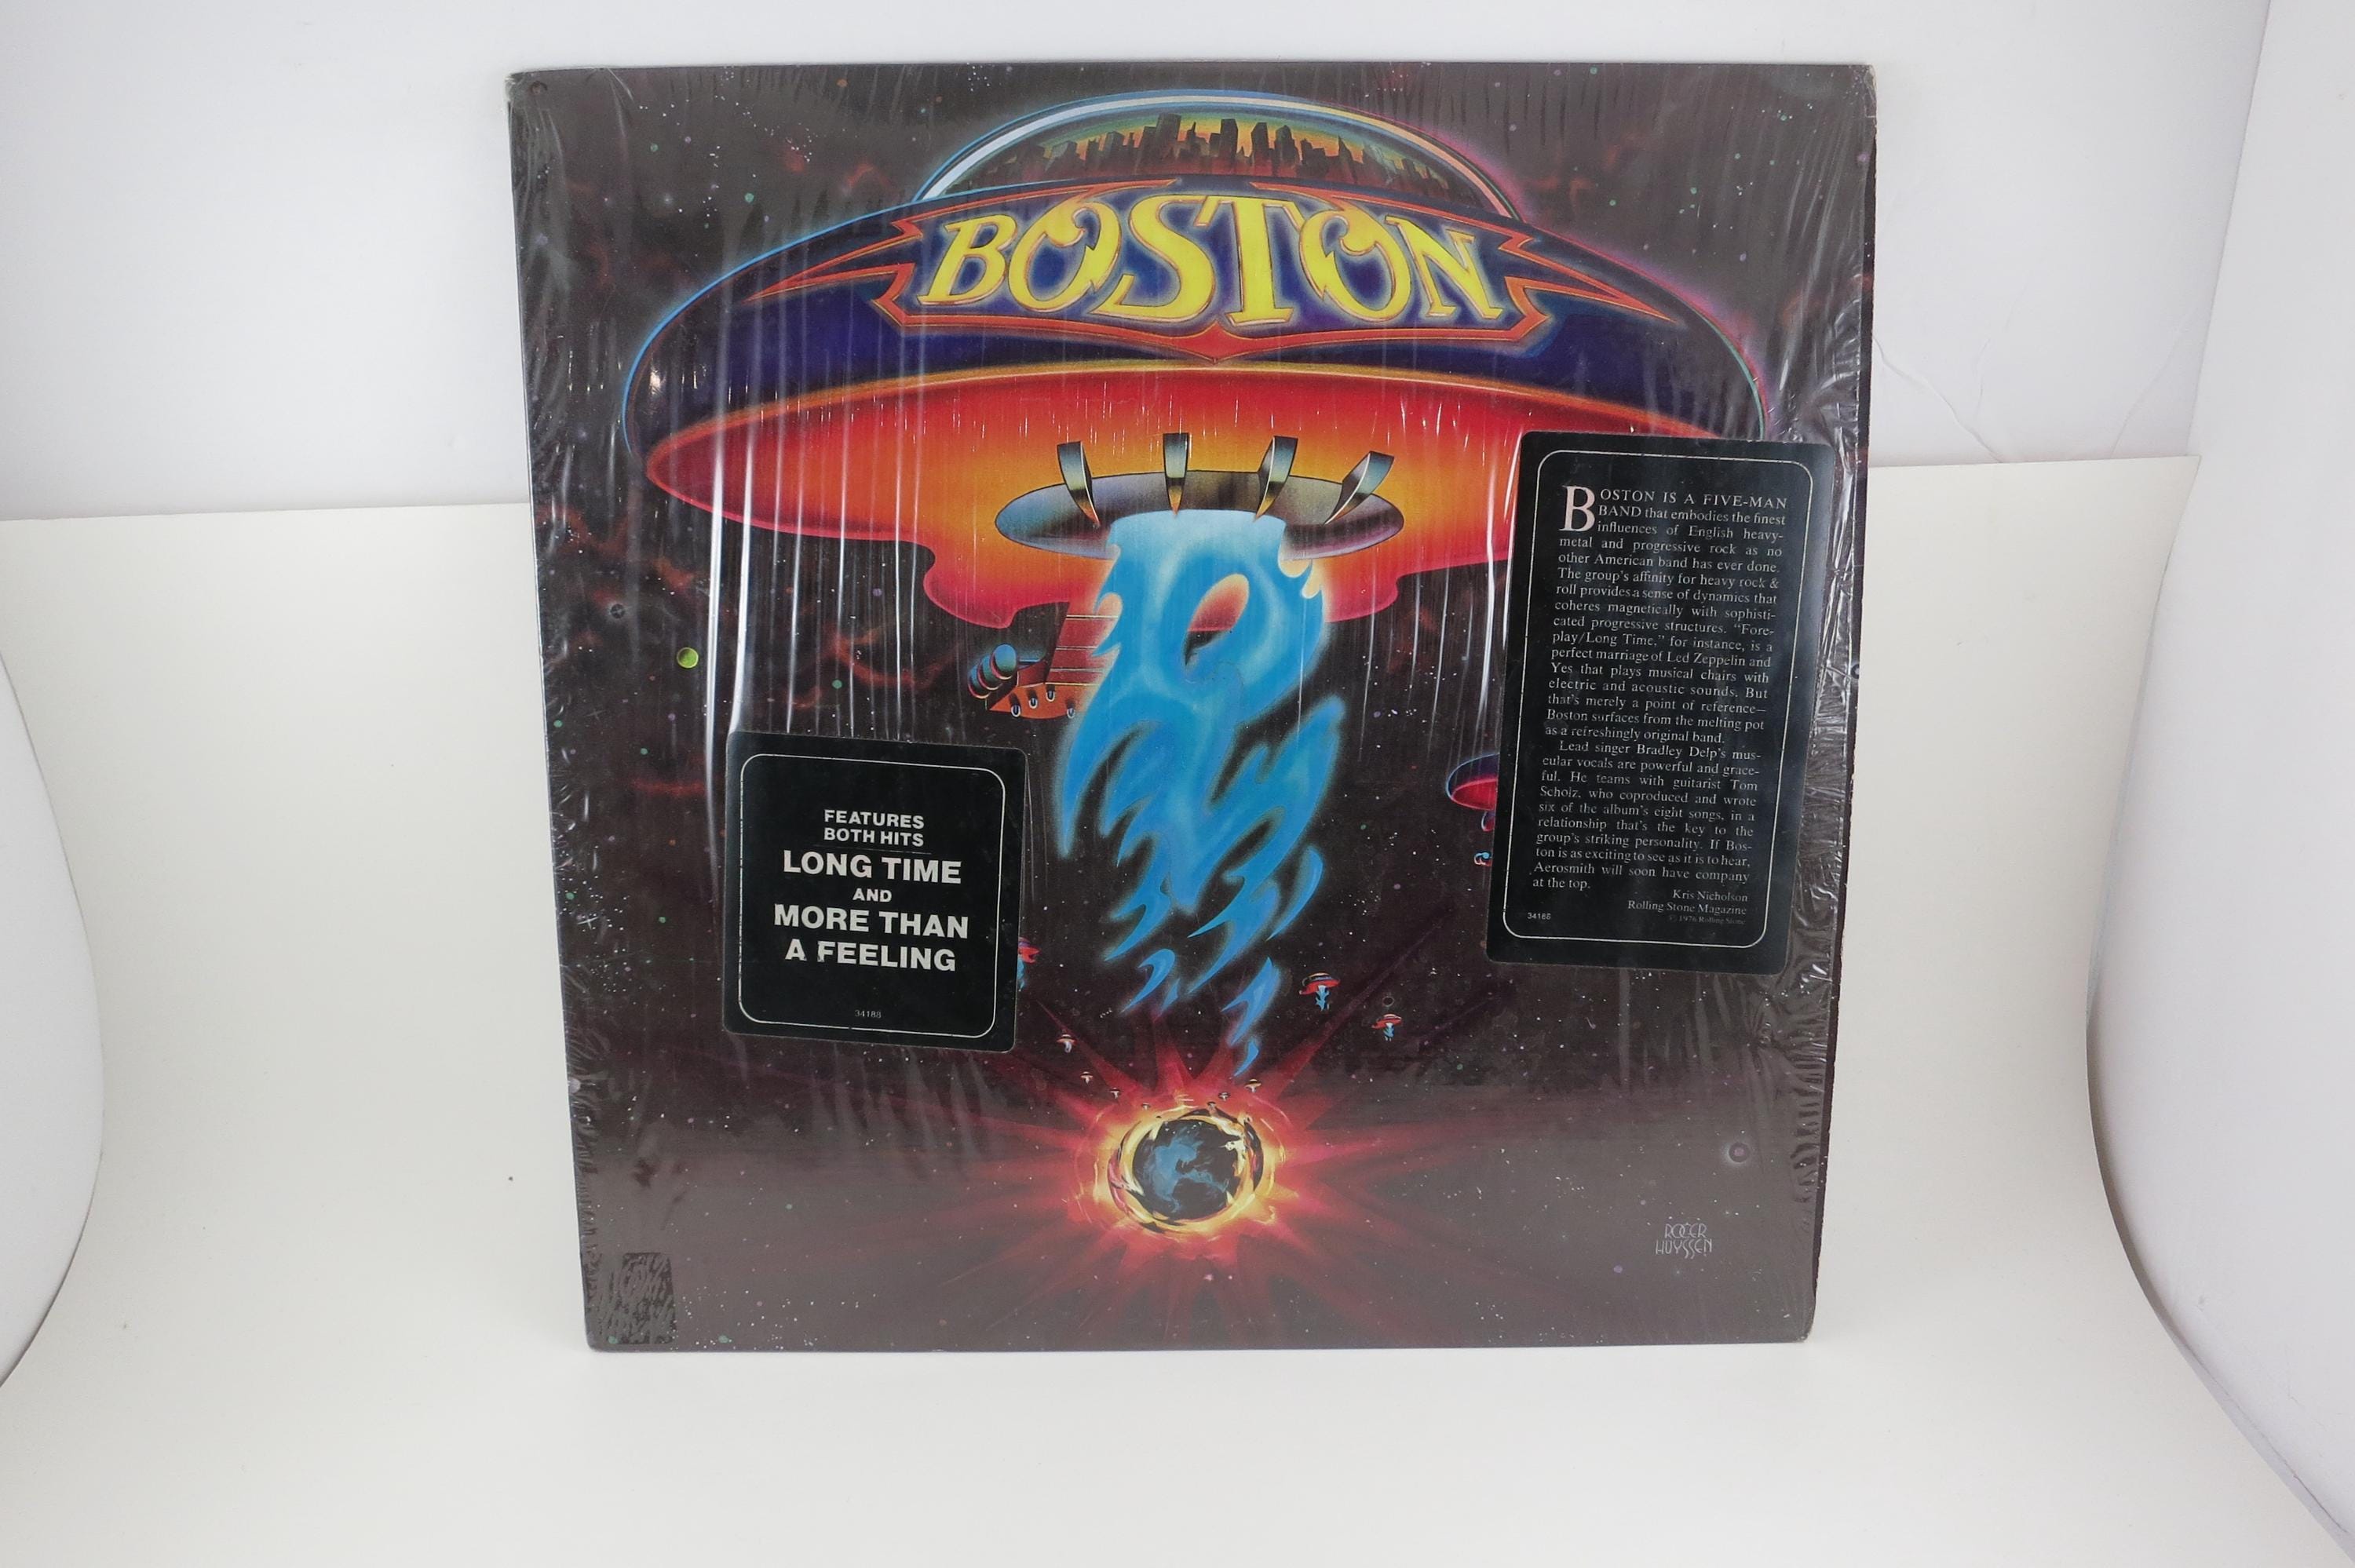 BOSTON
BOSTON IS A FIVE-MAN
BAND that embodies the finest
influences of English heavy-
metal and progressive rock as no
other American band has ever done.
The group's affinity for heavy rock &
roll provides a sense of dynamics that
coheres magnetically with sophisti-
cated progressive structures. "Fore-
play/Long Time," for instance, is a
perfect marriage of Led Zeppelin and
Yes that plays musical chairs with
electric and acoustic sounds. But
that's merely a point of reference—
Boston surfaces from the melting pot
as a refreshingly original band.
Lead singer Bradley Delp's mus-
cular vocals are powerful and grace-
ful. He teams with guitarist Tom
Scholz, who coproduced and wrote
six of the album's eight songs, in a
relationship that's the key to the
group's striking personality. If Bos-
ton is as exciting to see as it is to hear,
Aerosmith will soon have company
at the top.
Kris Nicholson
Rolling Stone Magazine
© 1976 Rolling Stone
34188
FEATURES
BOTH HITS
LONG TIME
AND
MORE THAN
A FEELING
34188
ROGER
HUYSSEN